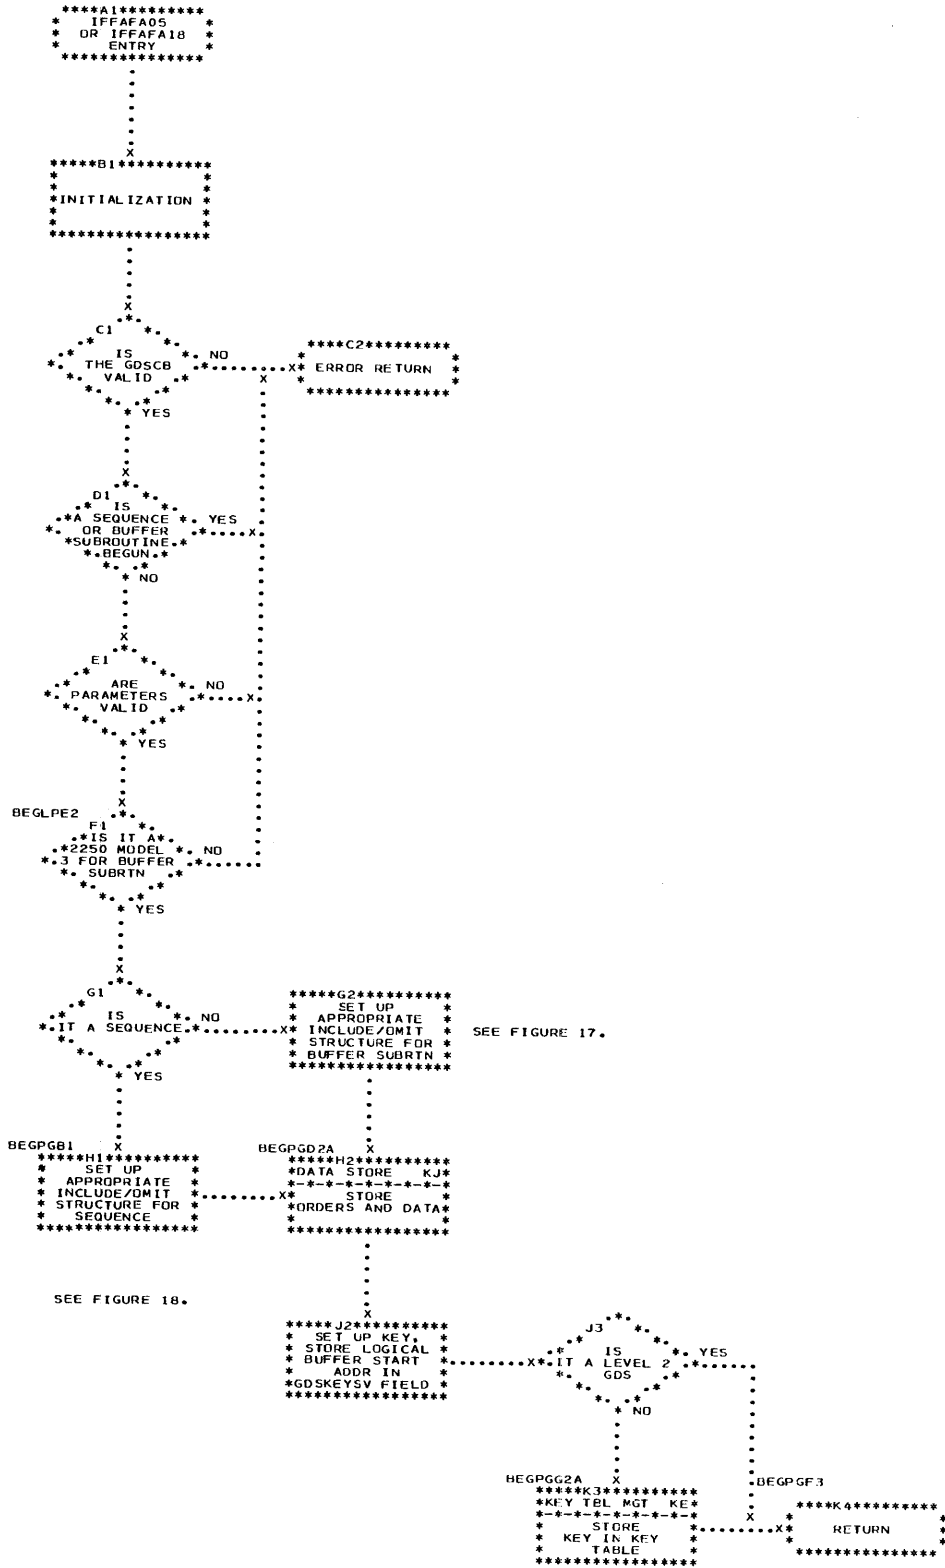 A1
IFFAFA05
OR IFFAFA18
ENTRY
B1
INITIALIZATION
C1
IS
THE GDSCB
VALID
NO
YES
C2
ERROR RETURN
D1
IS
A SEQUENCE
OR BUFFER
SUBROUTINE
BEGUN
YES
NO
E1
ARE
PARAMETERS
VALID
NO
YES
BEGLPE2
F1
IS IT A
2250 MODEL
3 FOR BUFFER
SUBRTN
NO
YES
G1
IS
IT A SEQUENCE
NO
YES
G2
SET UP
APPROPRIATE
INCLUDE/OMIT
STRUCTURE FOR
BUFFER SUBRTN
SEE FIGURE 17.
BEGPGB1
H1
SET UP
APPROPRIATE
INCLUDE/OMIT
STRUCTURE FOR
SEQUENCE
SEE FIGURE 18.
BEGPGD2A
H2
DATA STORE KJ
STORE
ORDERS AND DATA
J2
SET UP KEY,
STORE LOGICAL
BUFFER START
ADDR IN
GDSKEYSV FIELD
J3
IS
IT A LEVEL 2
GDS
YES
NO
BEGPGG2A
K3
KEY TBL MGT KE
STORE
KEY IN KEY
TABLE
BEGPGF3
K4
RETURN